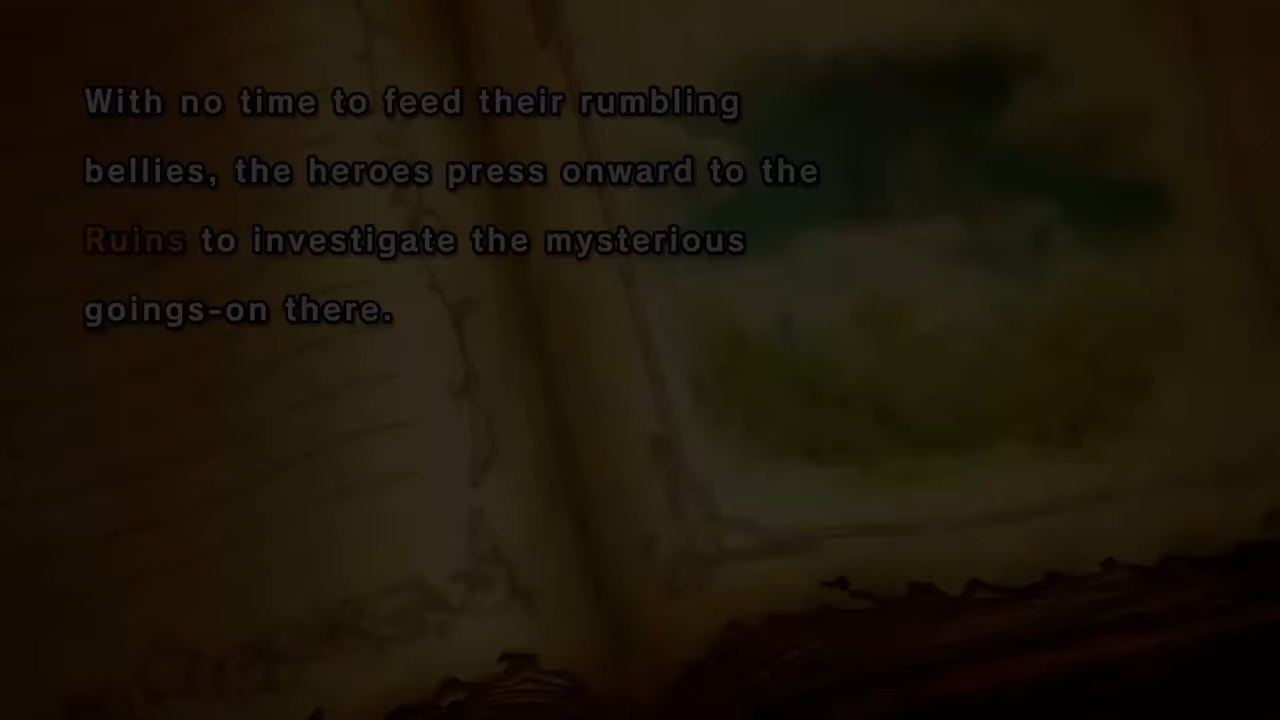 With no time to feed their rumbling
bellies, the heroes press onward to the
Ruins to investigate the mysterious
goings-on there.